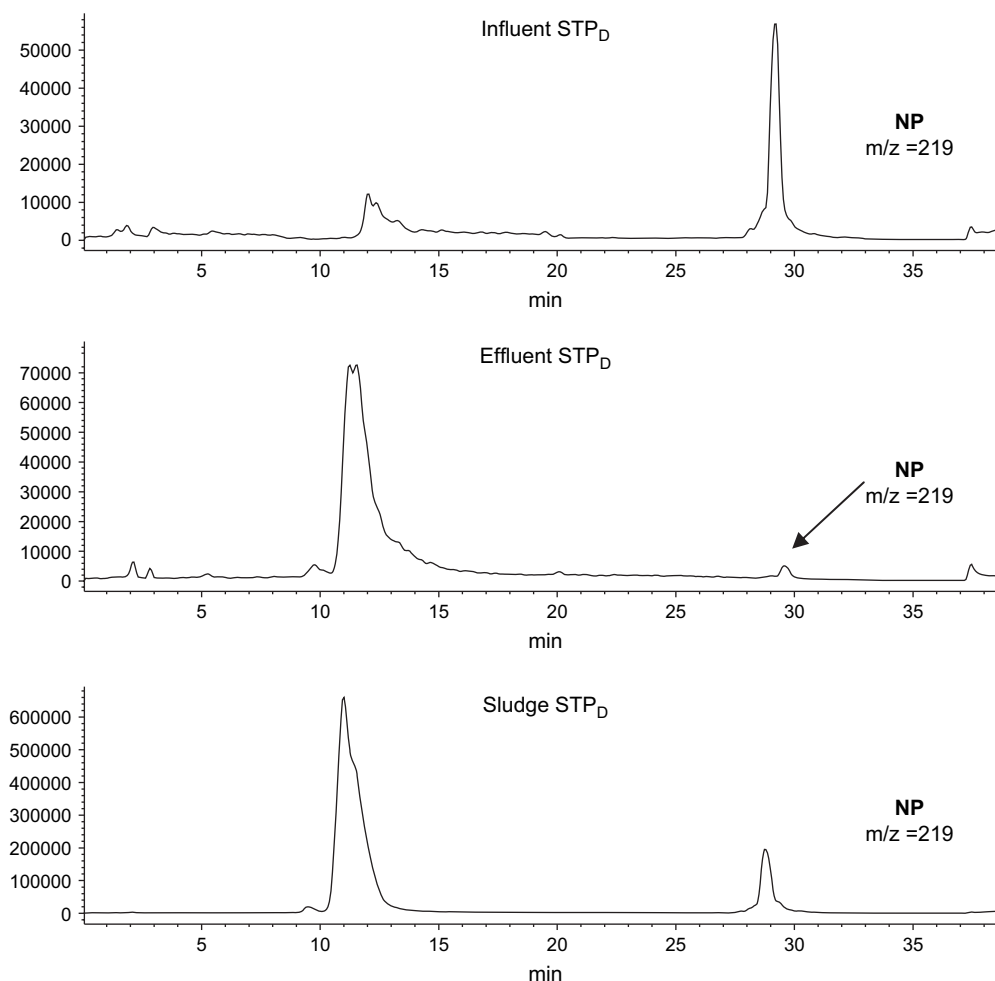 Influent STP_D
50000
40000
30000
20000
10000
0
NP
m/z =219
5 10 15 20 25 30 35
min
Effluent STP_D
70000
60000
50000
40000
30000
20000
10000
0
NP
m/z =219
5 10 15 20 25 30 35
min
Sludge STP_D
600000
500000
400000
300000
200000
100000
0
NP
m/z =219
5 10 15 20 25 30 35
min